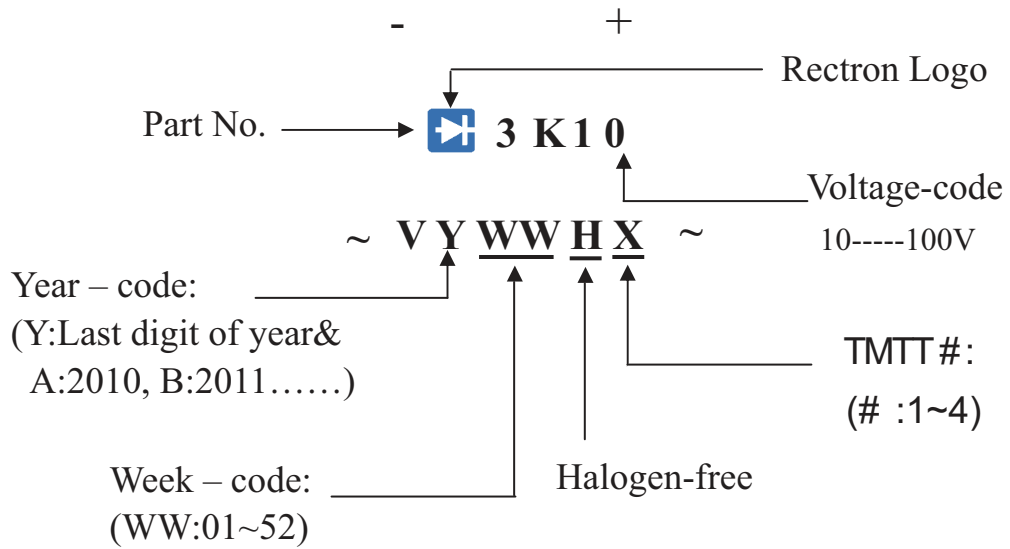 - +
Rectron Logo
Part No.
3 K 1 0
Voltage-code
10-----100V
~ V Y WW H X ~
Year – code:
(Y:Last digit of year&
A:2010, B:2011……)
TMTT #:
(# :1~4)
Halogen-free
Week – code:
(WW:01~52)